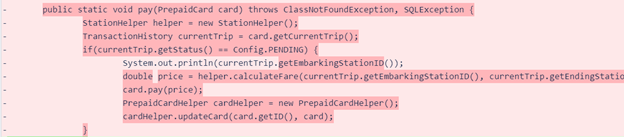 -    public static void pay(PrepaidCard card) throws ClassNotFoundException, SQLException {
-        StationHelper helper = new StationHelper();
-        TransactionHistory currentTrip = card.getCurrentTrip();
-        if(currentTrip.getStatus() == Config.PENDING) {
-            System.out.println(currentTrip.getEmbarkingStationID());
-            double price = helper.calculateFare(currentTrip.getEmbarkingStationID(), currentTrip.getEndingStatio
-            card.pay(price);
-            PrepaidCardHelper cardHelper = new PrepaidCardHelper();
-            cardHelper.updateCard(card.getID(), card);
-        }